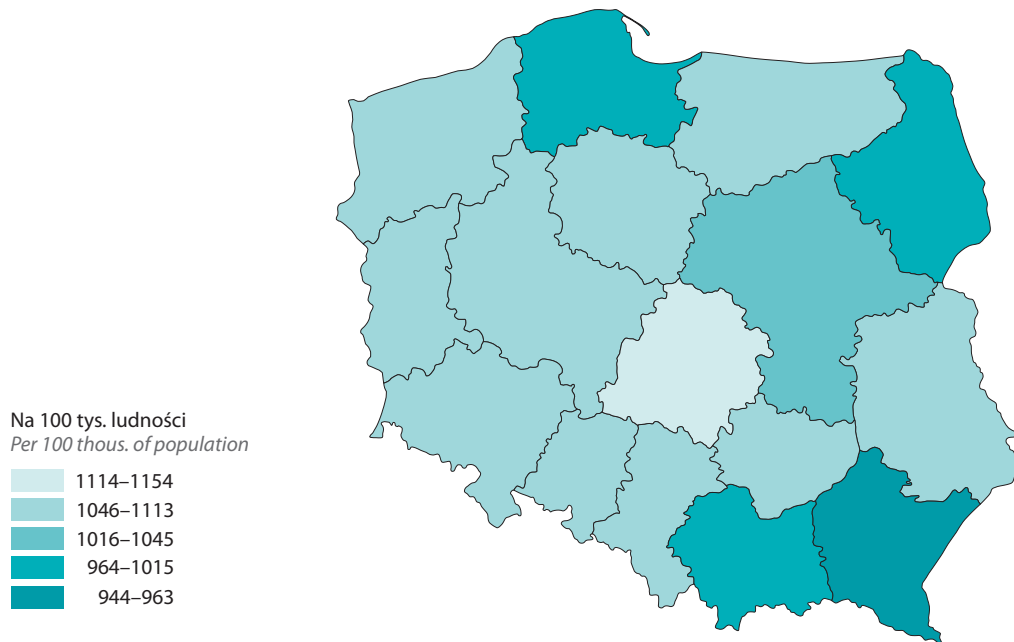 Na 100 tys. ludności
Per 100 thous. of population
1114–1154
1046–1113
1016–1045
964–1015
944–963